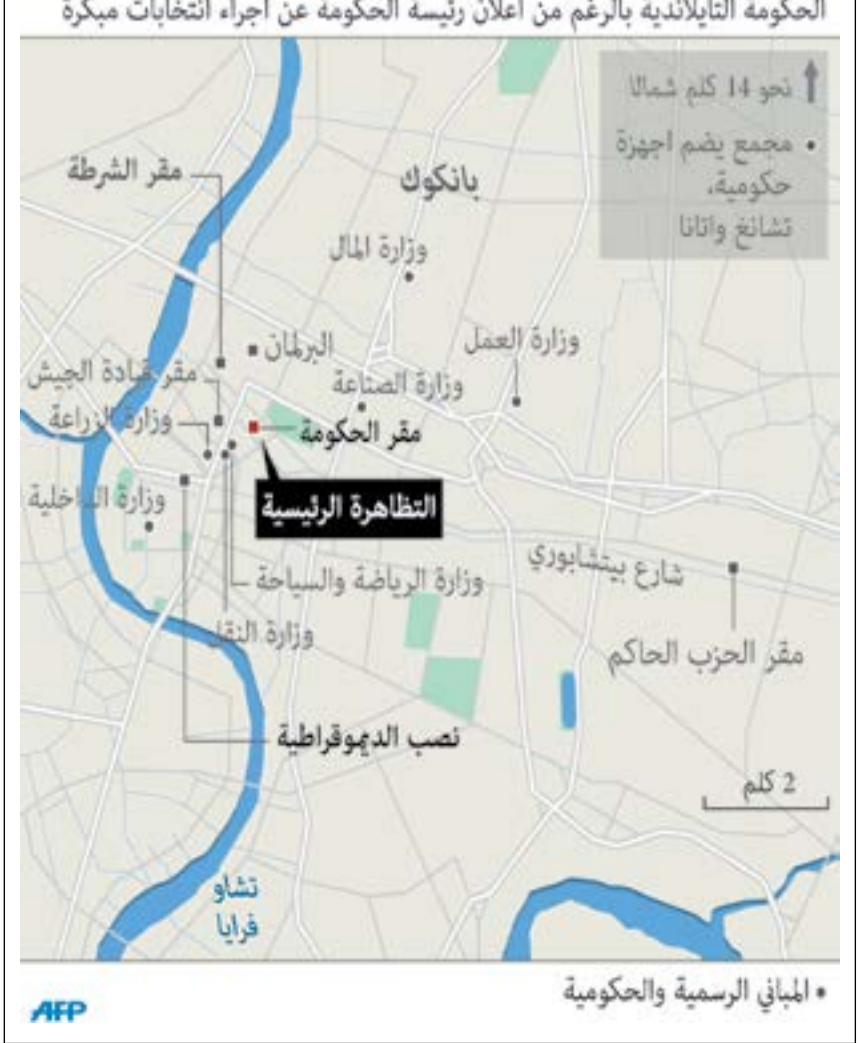 الحكومة التايلاندية بالرغم من اعلان رئيسة الحكومة عن اجراء انتخابات مبكرة
نحو 14 كلم شمالا
• مجمع يضم اجهزة
حكومية،
تشانغ واتانا
مقر الشرطة
بانكوك
وزارة المال
البرلمان
وزارة العمل
مقر قيادة الجيش
وزارة الصناعة
وزارة الزراعة
مقر الحكومة
وزارة الداخلية
التظاهرة الرئيسية
شارع بيتشابوري
وزارة الرياضة والسياحة
وزارة النقل
مقر الحزب الحاكم
نصب الديموقراطية
2 كلم
تشاو
فرايا
• المباني الرسمية والحكومية
AFP